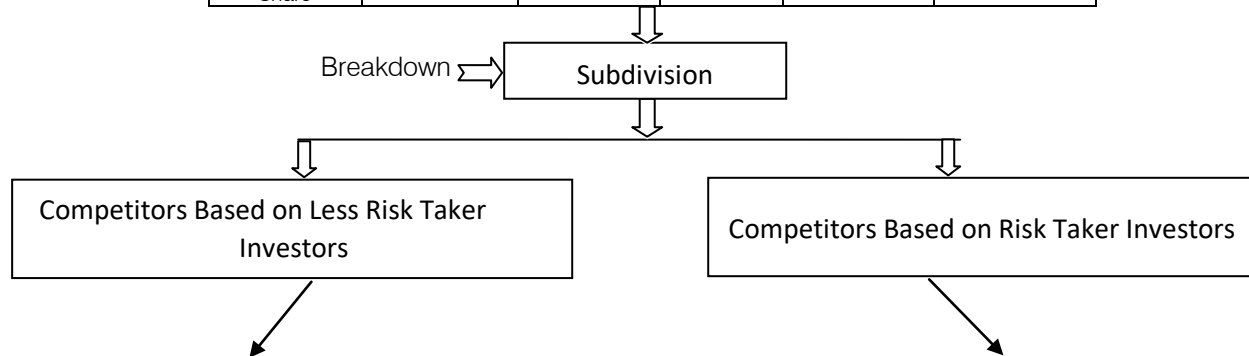 Breakdown
Subdivision
Competitors Based on Less Risk Taker
Investors
Competitors Based on Risk Taker Investors